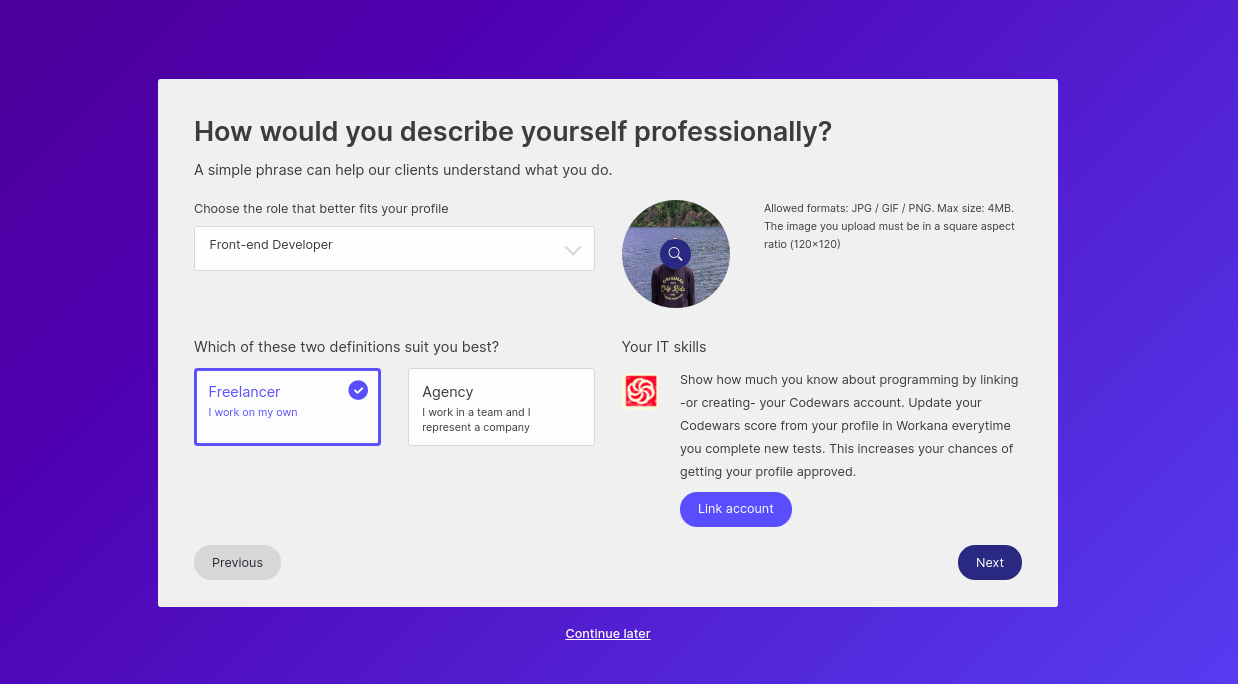 How would you describe yourself professionally?
A simple phrase can help our clients understand what you do.
Choose the role that better fits your profile
Front-end Developer
Allowed formats: JPG / GIF / PNG. Max size: 4MB.
The image you upload must be in a square aspect
ratio (120x120)
ORIGINAL
Which of these two definitions suit you best?
Freelancer
I work on my own
Agency
I work in a team and I
represent a company
Your IT skills
Show how much you know about programming by linking
-or creating- your Codewars account. Update your
Codewars score from your profile in Workana everytime
you complete new tests. This increases your chances of
getting your profile approved.
Link account
Previous
Next
Continue later